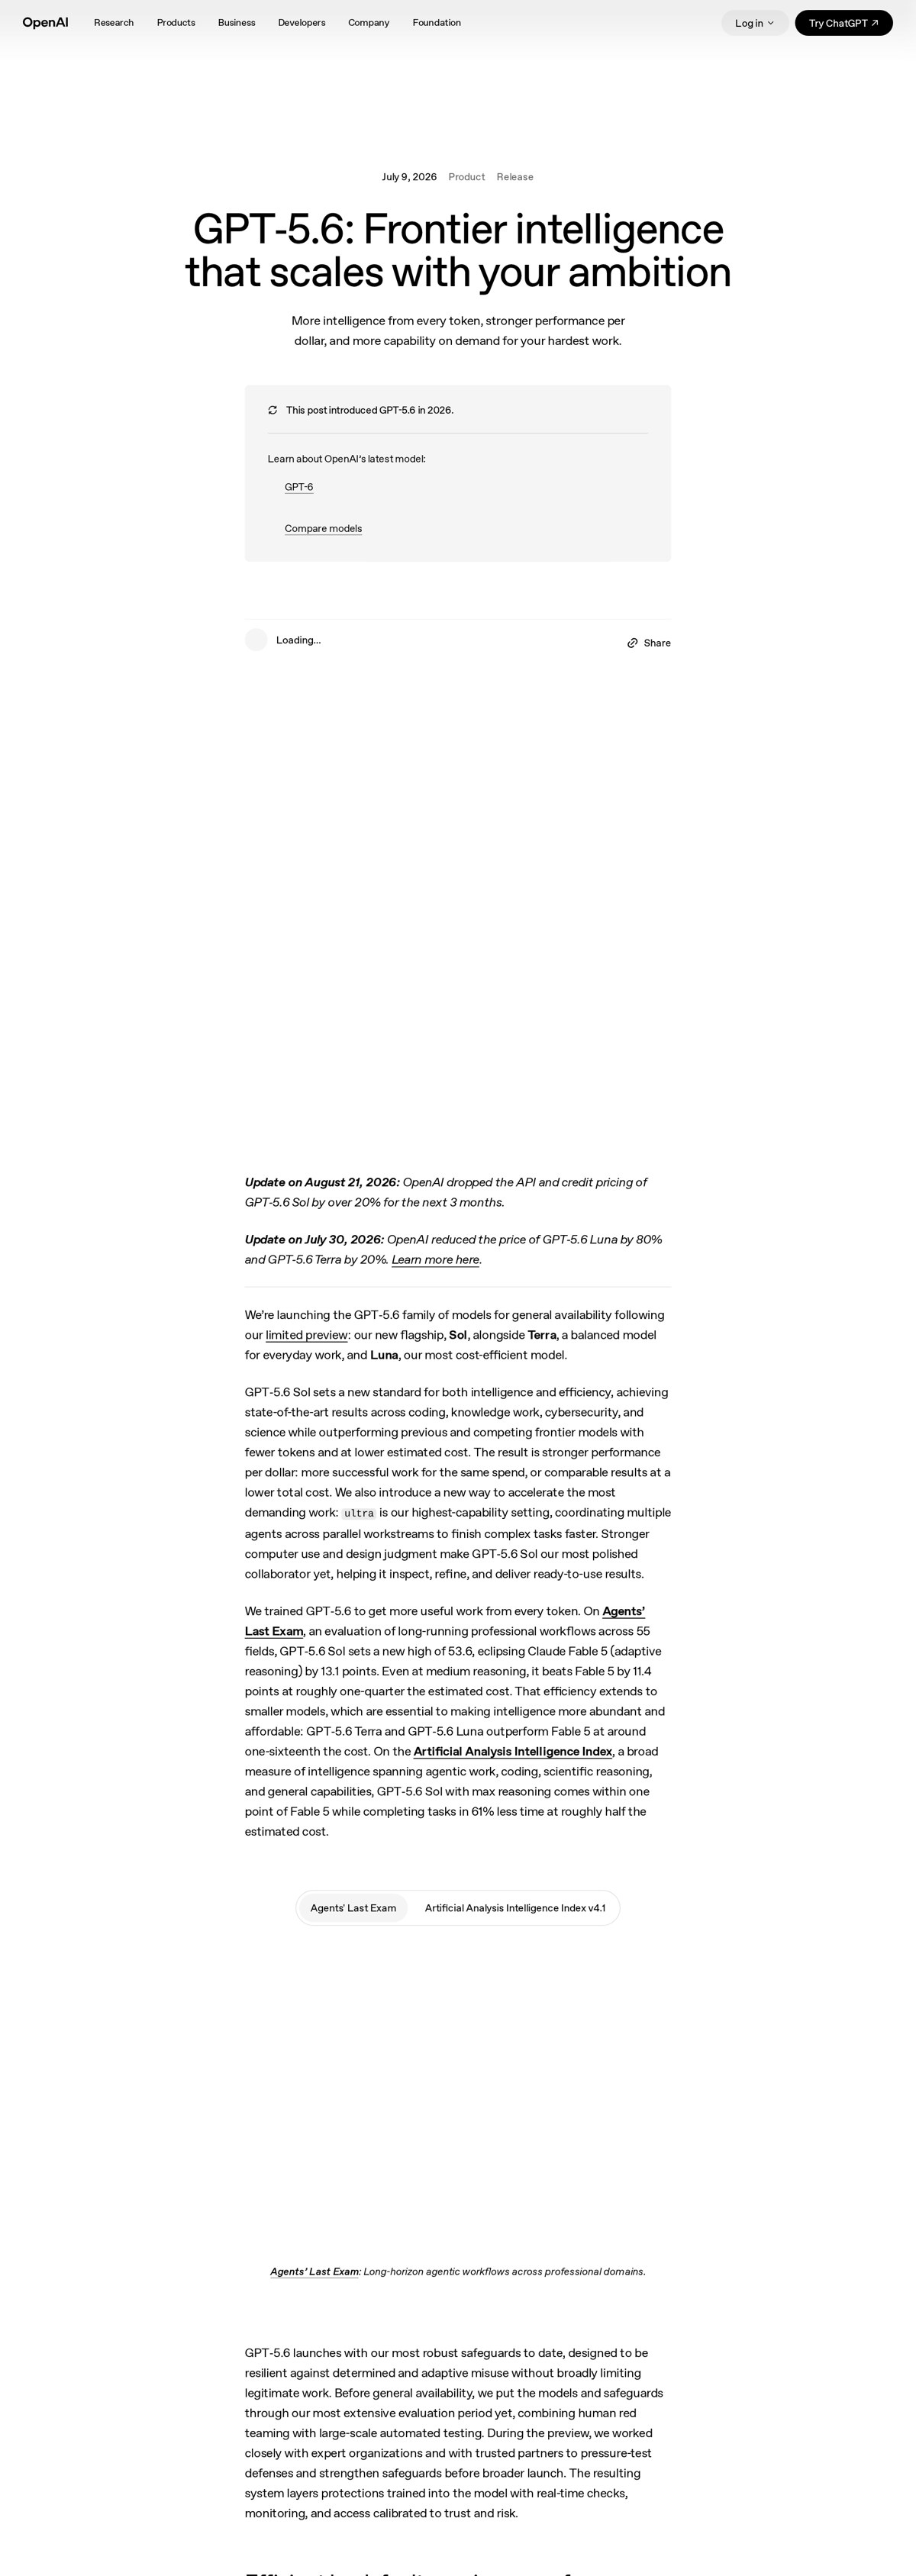 OpenAI Research Products Business Developers Company Foundation Log in Try ChatGPT ↗
July 9, 2026 Product Release
GPT-5.6: Frontier intelligence
that scales with your ambition
More intelligence from every token, stronger performance per
dollar, and more capability on demand for your hardest work.
This post introduced GPT-5.6 in 2026.
Learn about OpenAI’s latest model:
GPT-6
Compare models
Loading…
Share
Update on August 21, 2026: OpenAI dropped the API and credit pricing of
GPT-5.6 Sol by over 20% for the next 3 months.
Update on July 30, 2026: OpenAI reduced the price of GPT-5.6 Luna by 80%
and GPT-5.6 Terra by 20%. Learn more here.
We’re launching the GPT-5.6 family of models for general availability following
our limited preview: our new flagship, Sol, alongside Terra, a balanced model
for everyday work, and Luna, our most cost-efficient model.
GPT-5.6 Sol sets a new standard for both intelligence and efficiency, achieving
state-of-the-art results across coding, knowledge work, cybersecurity, and
science while outperforming previous and competing frontier models with
fewer tokens and at lower estimated cost. The result is stronger performance
per dollar: more successful work for the same spend, or comparable results at a
lower total cost. We also introduce a new way to accelerate the most
demanding work: ultra is our highest-capability setting, coordinating multiple
agents across parallel workstreams to finish complex tasks faster. Stronger
computer use and design judgment make GPT-5.6 Sol our most polished
collaborator yet, helping it inspect, refine, and deliver ready-to-use results.
We trained GPT-5.6 to get more useful work from every token. On Agents’
Last Exam, an evaluation of long-running professional workflows across 55
fields, GPT-5.6 Sol sets a new high of 53.6, eclipsing Claude Fable 5 (adaptive
reasoning) by 13.1 points. Even at medium reasoning, it beats Fable 5 by 11.4
points at roughly one-quarter the estimated cost. That efficiency extends to
smaller models, which are essential to making intelligence more abundant and
affordable: GPT-5.6 Terra and GPT-5.6 Luna outperform Fable 5 at around
one-sixteenth the cost. On the Artificial Analysis Intelligence Index, a broad
measure of intelligence spanning agentic work, coding, scientific reasoning,
and general capabilities, GPT-5.6 Sol with max reasoning comes within one
point of Fable 5 while completing tasks in 61% less time at roughly half the
estimated cost.
Agents' Last Exam Artificial Analysis Intelligence Index v4.1
Agents’ Last Exam: Long-horizon agentic workflows across professional domains.
GPT-5.6 launches with our most robust safeguards to date, designed to be
resilient against determined and adaptive misuse without broadly limiting
legitimate work. Before general availability, we put the models and safeguards
through our most extensive evaluation period yet, combining human red
teaming with large-scale automated testing. During the preview, we worked
closely with expert organizations and with trusted partners to pressure-test
defenses and strengthen safeguards before broader launch. The resulting
system layers protections trained into the model with real-time checks,
monitoring, and access calibrated to trust and risk.